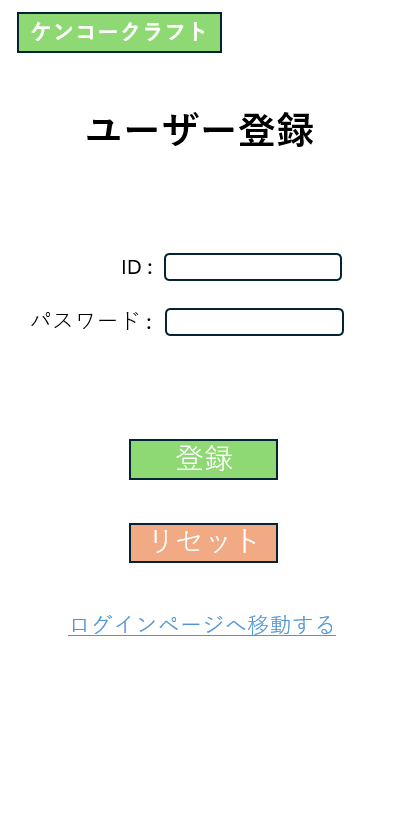 ケンコークラフト
ユーザー登録
ID :
パスワード :
登録
リセット
ログインページへ移動する